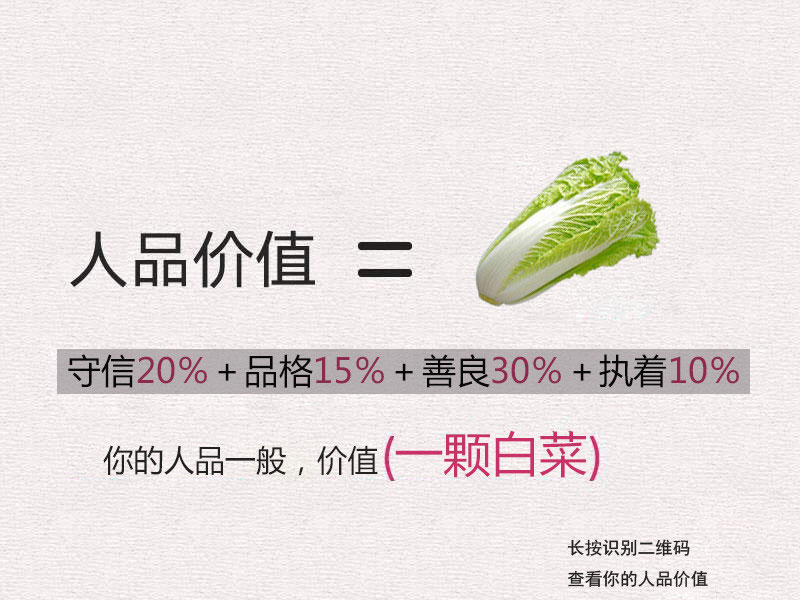 人品价值 =
守信20% + 品格15% + 善良30% + 执着10%
你的人品一般，价值(一颗白菜)
长按识别二维码
查看你的人品价值